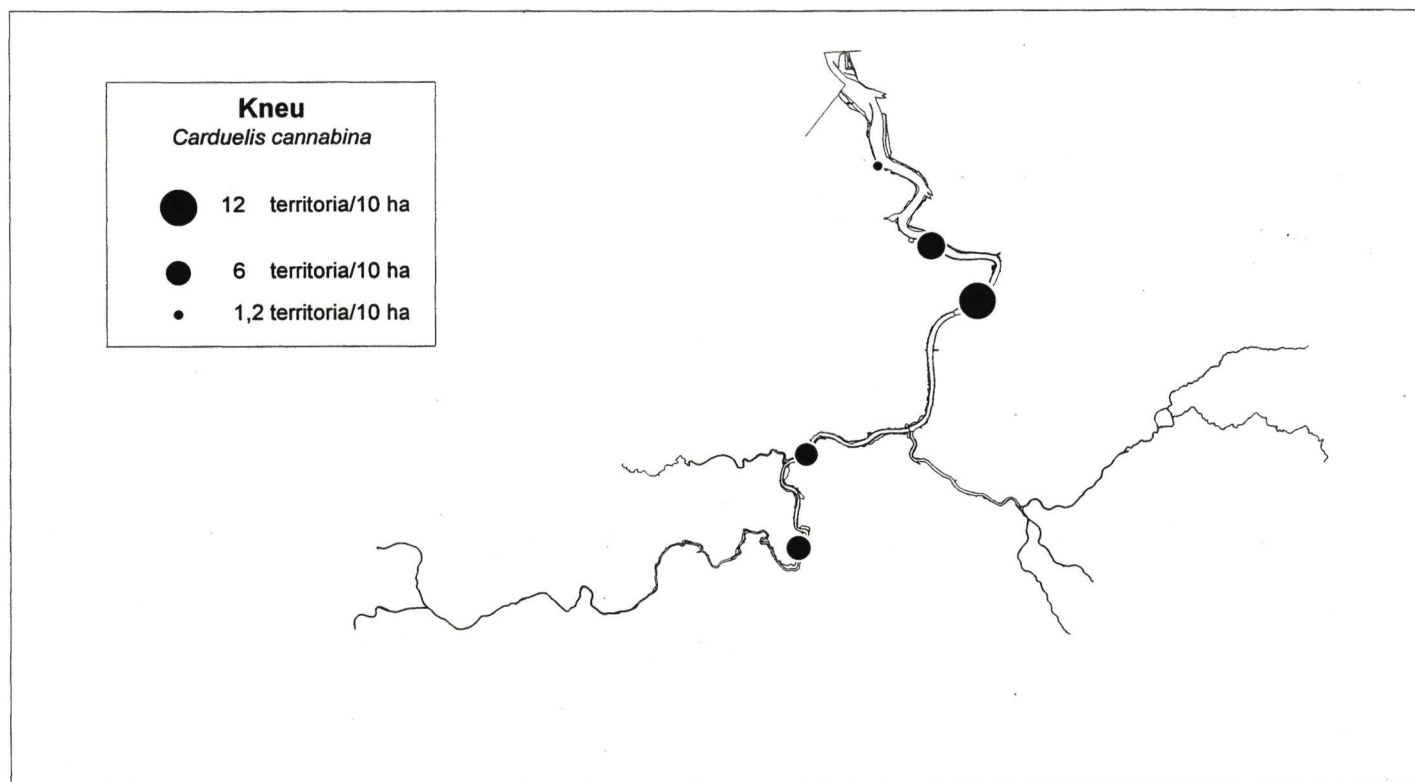 Kneu
Carduelis cannabina
12 territoria/10 ha
6 territoria/10 ha
1,2 territoria/10 ha